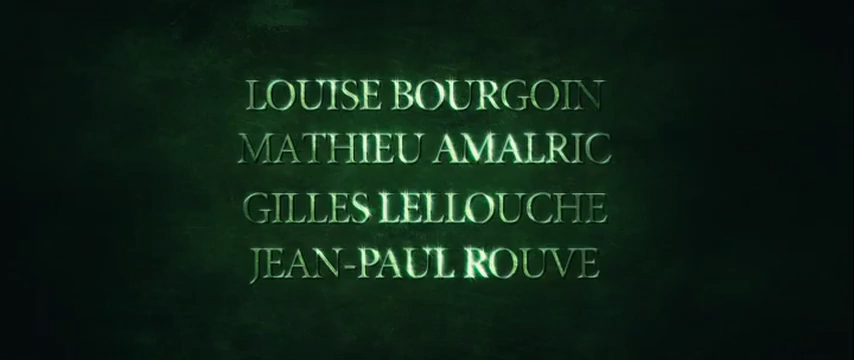 LOUISE BOURGOIN
MATHIEU AMALRIC
GILLES LELLOUCHE
JEAN-PAUL ROUVE